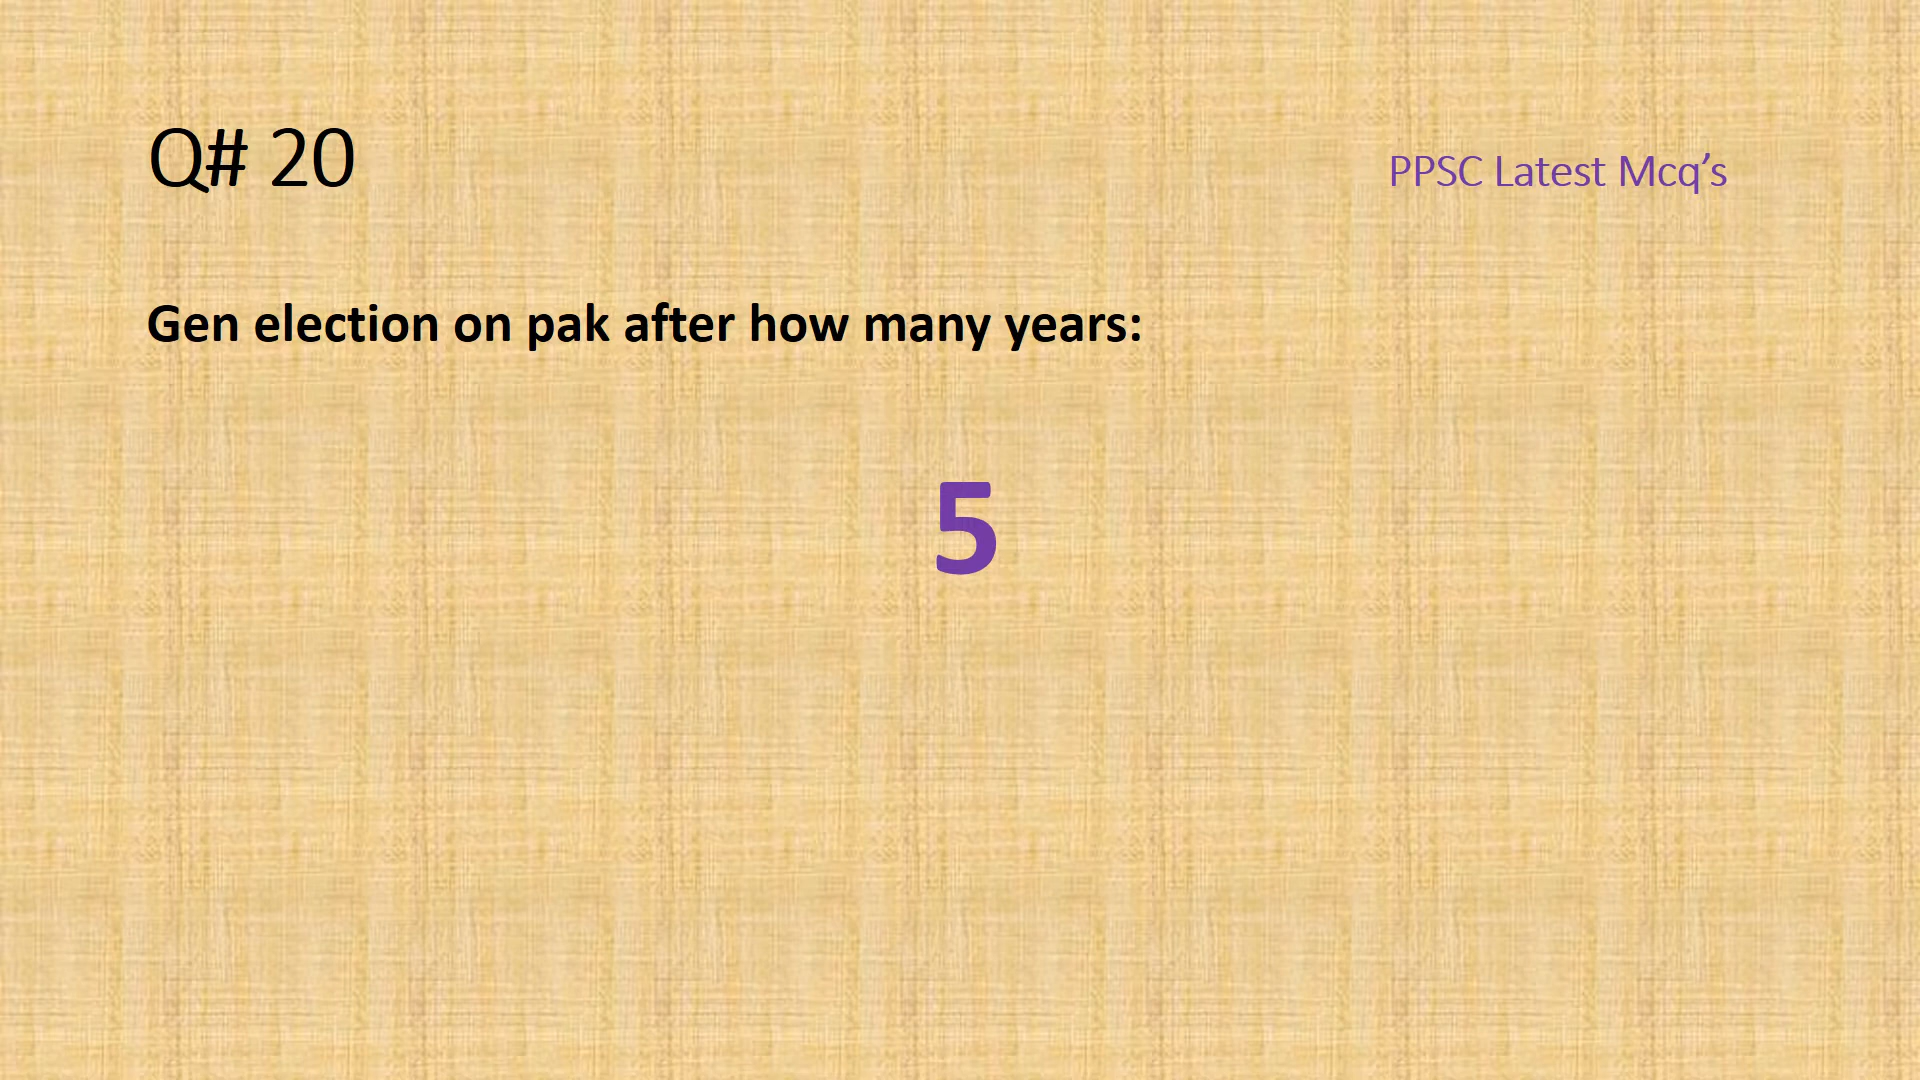 Q# 20
PPSC Latest Mcq’s
Gen election on pak after how many years:
5